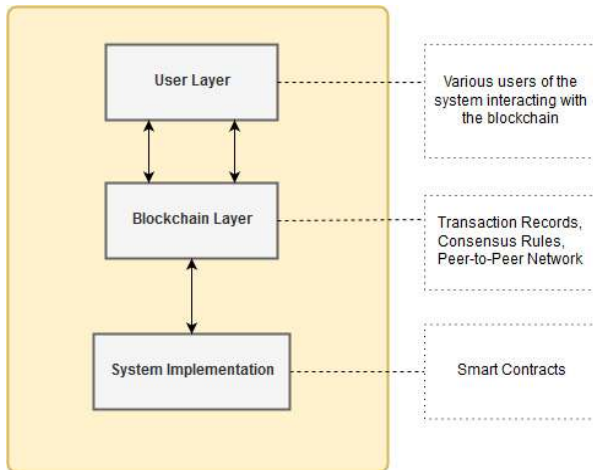 User Layer
Various users of the
system interacting with
the blockchain
Blockchain Layer
Transaction Records,
Consensus Rules,
Peer-to-Peer Network
System Implementation
Smart Contracts